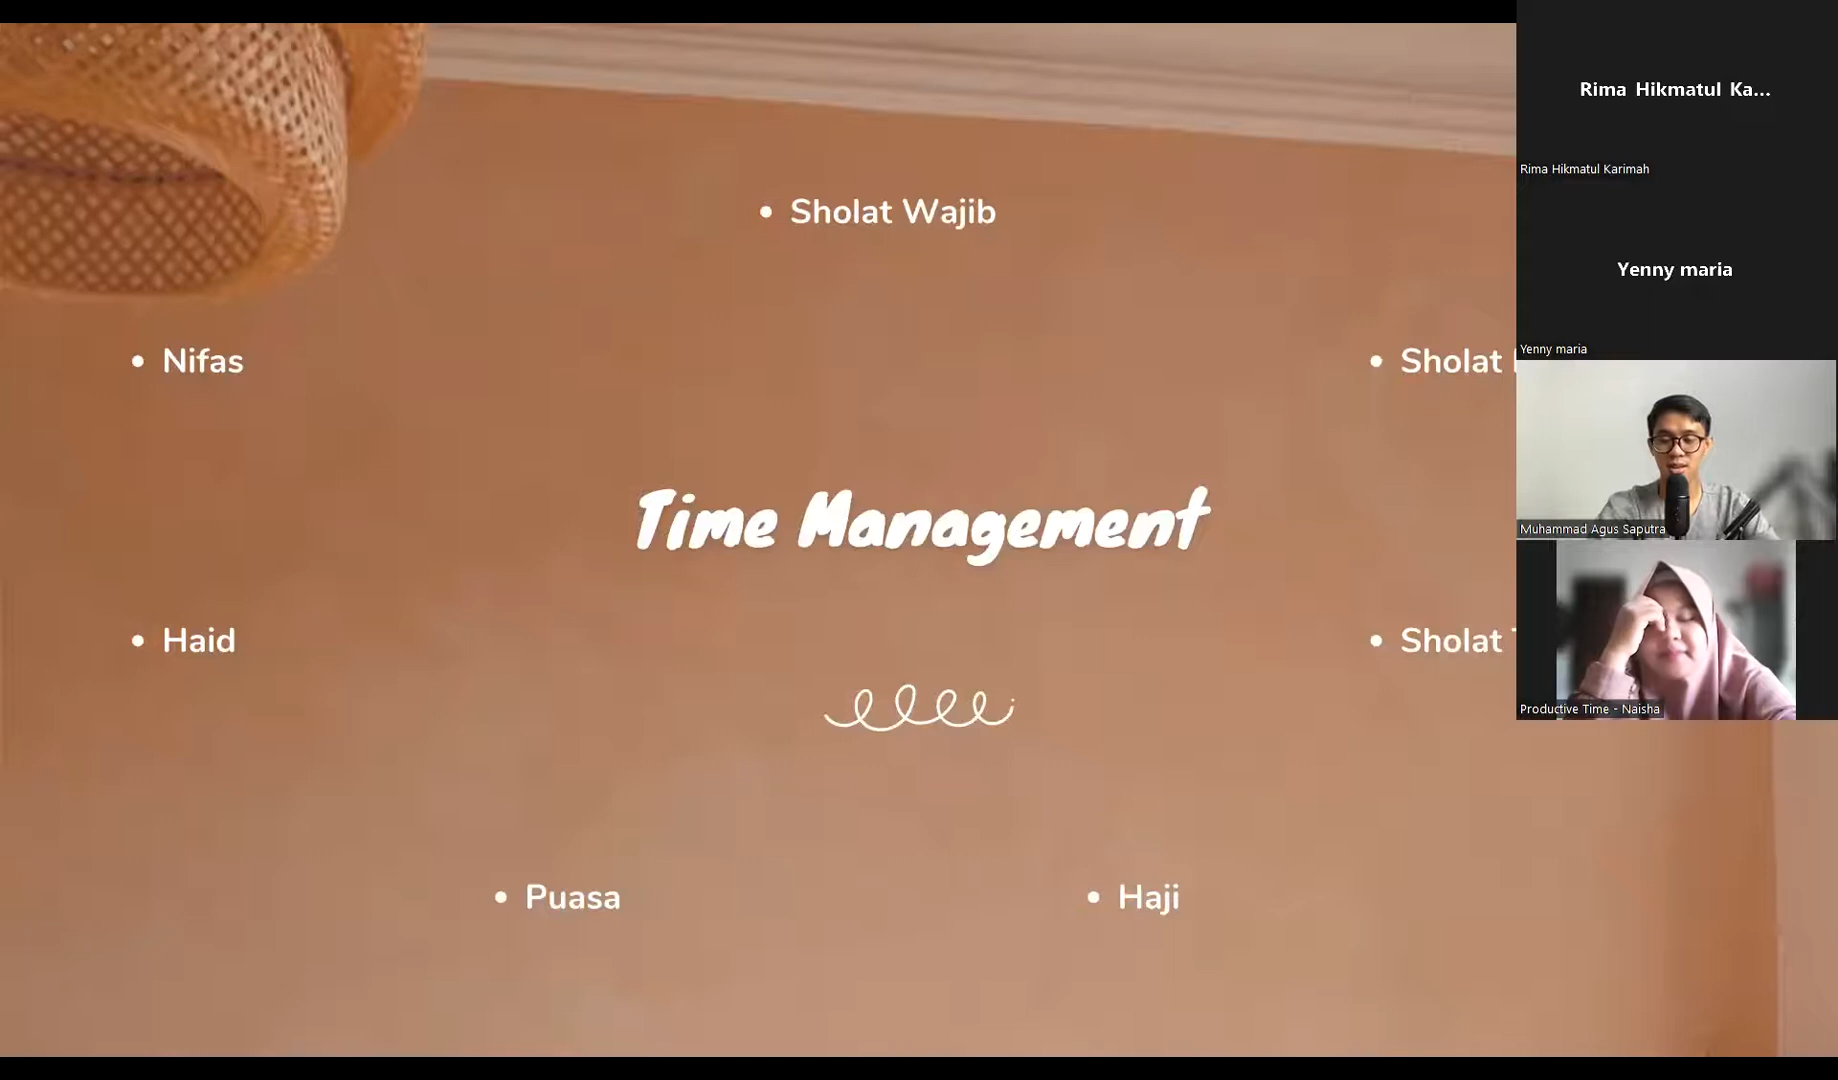 • Sholat Wajib
• Nifas
• Sholat
Time Management
• Haid
• Sholat
• Puasa
• Haji
Rima Hikmatul Ka...
Rima Hikmatul Karimah
Yenny maria
Yenny maria
Muhammad Agus Saputra
Productive Time - Naisha